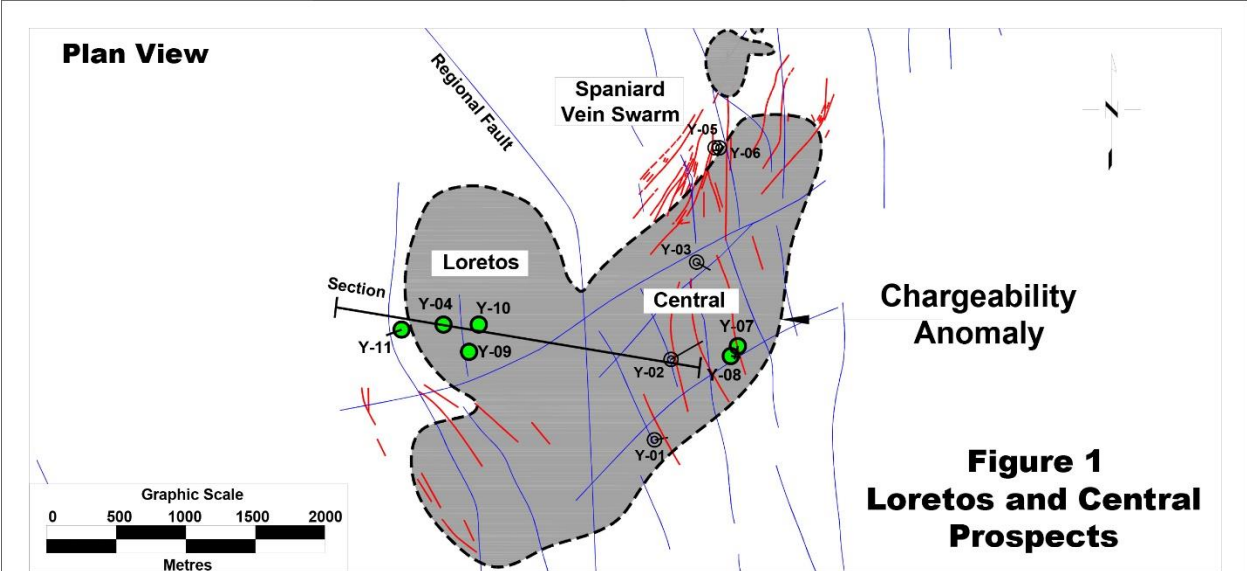 Plan View
Regional Fault
Spaniard
Vein Swarm
Y-05
Y-06
Y-03
Loretos
Central
Section
Y-04
Y-10
Y-11
Y-09
Y-07
Y-02
Y-08
Y-01
Chargeability
Anomaly
Graphic Scale
0 500 1000 1500 2000
Metres
Figure 1
Loretos and Central
Prospects